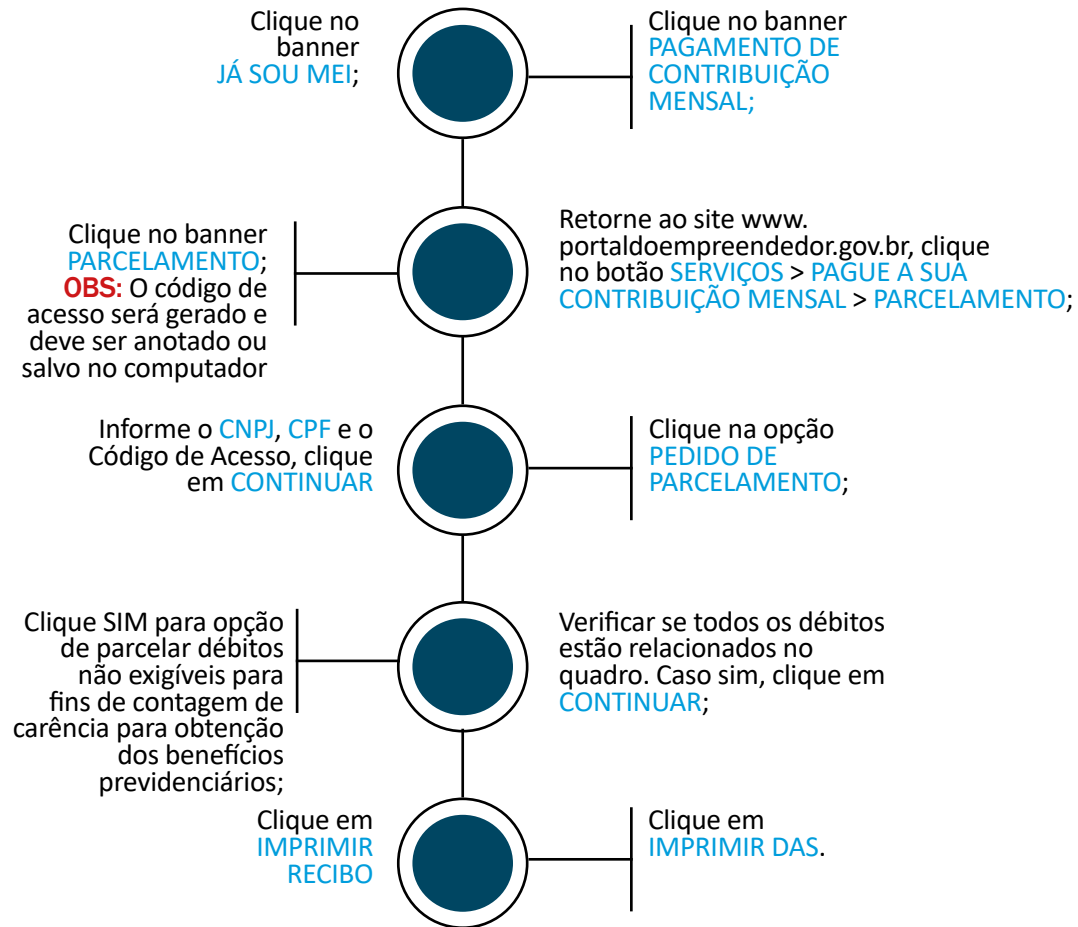 Clique no
banner
JÁ SOU MEI;
Clique no banner
PAGAMENTO DE
CONTRIBUIÇÃO
MENSAL;
Clique no banner
PARCELAMENTO;
OBS: O código de
acesso será gerado e
deve ser anotado ou
salvo no computador
Retorne ao site www.
portaldoempreendedor.gov.br, clique
no botão SERVIÇOS > PAGUE A SUA
CONTRIBUIÇÃO MENSAL > PARCELAMENTO;
Informe o CNPJ, CPF e o
Código de Acesso, clique
em CONTINUAR
Clique na opção
PEDIDO DE
PARCELAMENTO;
Clique SIM para opção
de parcelar débitos
não exigíveis para
fins de contagem de
carência para obtenção
dos benefícios
previdenciários;
Verificar se todos os débitos
estão relacionados no
quadro. Caso sim, clique em
CONTINUAR;
Clique em
IMPRIMIR
RECIBO
Clique em
IMPRIMIR DAS.